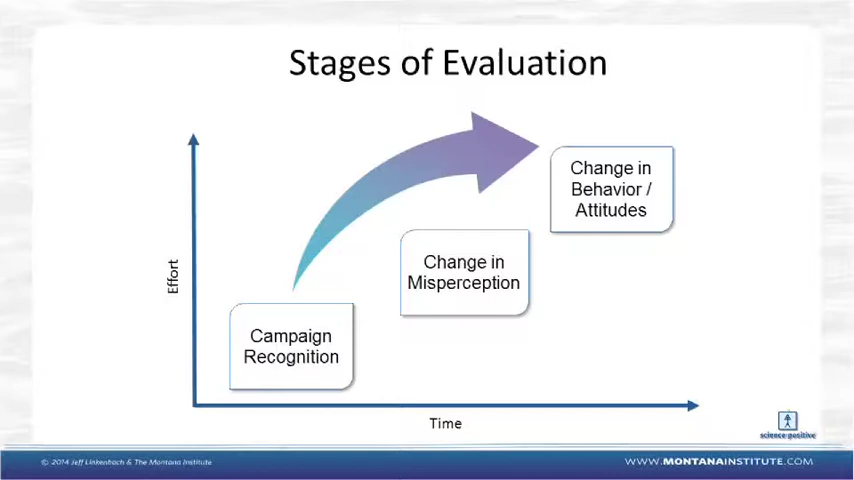 Stages of Evaluation
Change in
Behavior /
Attitudes
Change in
Misperception
Effort
Campaign
Recognition
Time
science+positive
© 2014 Jeff Linkenbach & The Montana Institute
WWW.MONTANAINSTITUTE.COM